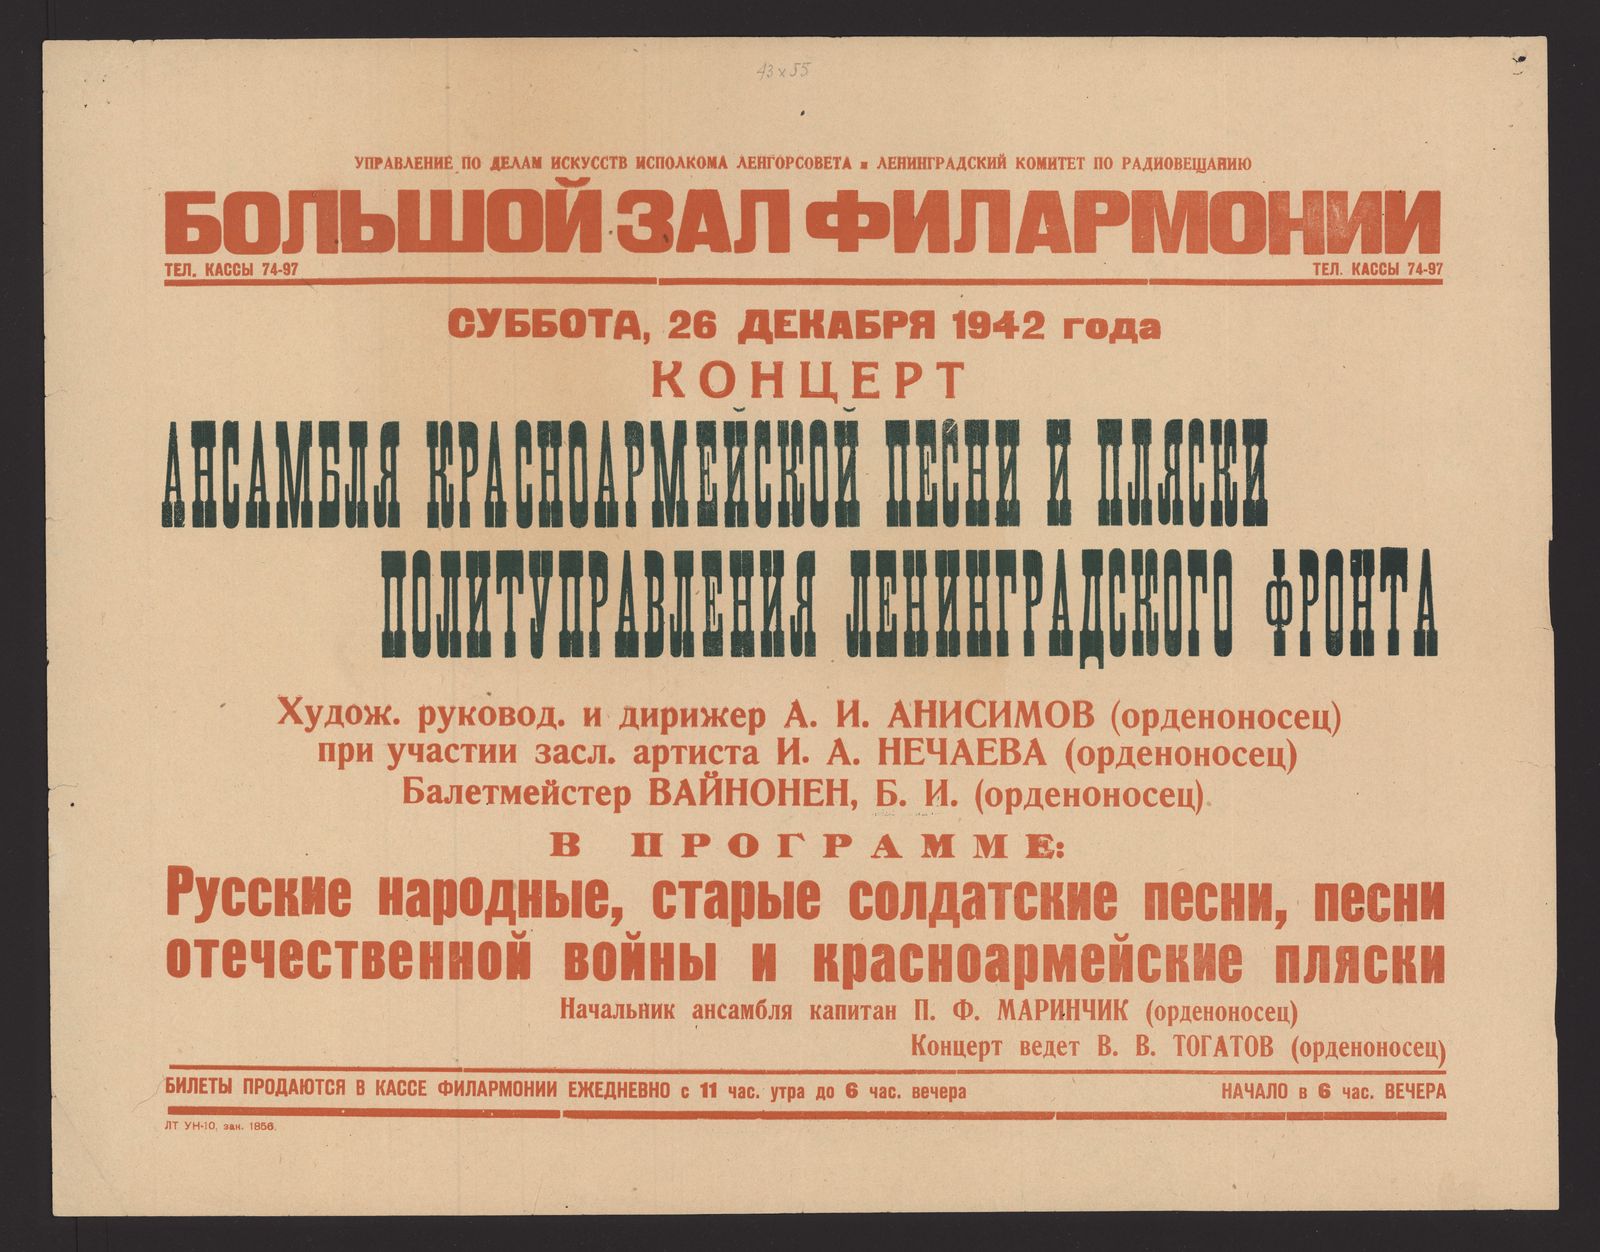 43 x 55
УПРАВЛЕНИЕ ПО ДЕЛАМ ИСКУССТВ ИСПОЛКОМА ЛЕНГОРСОВЕТА ▪ ЛЕНИНГРАДСКИЙ КОМИТЕТ ПО РАДИОВЕЩАНИЮ
БОЛЬШОЙ ЗАЛ ФИЛАРМОНИИ
ТЕЛ. КАССЫ 74-97 ТЕЛ. КАССЫ 74-97
СУББОТА, 26 ДЕКАБРЯ 1942 года
КОНЦЕРТ
АНСАМБЛЯ КРАСНОАРМЕЙСКОЙ ПЕСНИ И ПЛЯСКИ
ПОЛИТУПРАВЛЕНИЯ ЛЕНИНГРАДСКОГО ФРОНТА
Худож. руковод. и дирижер А. И. АНИСИМОВ (орденоносец)
при участии засл. артиста И. А. НЕЧАЕВА (орденоносец)
Балетмейстер ВАЙНОНЕН, Б. И. (орденоносец)
В ПРОГРАММЕ:
Русские народные, старые солдатские песни, песни
отечественной войны и красноармейские пляски
Начальник ансамбля капитан П. Ф. МАРИНЧИК (орденоносец)
Концерт ведет В. В. ТОГАТОВ (орденоносец)
БИЛЕТЫ ПРОДАЮТСЯ В КАССЕ ФИЛАРМОНИИ ЕЖЕДНЕВНО с 11 час. утра до 6 час. вечера НАЧАЛО в 6 час. ВЕЧЕРА
ЛТ УН-10, зак. 1856.